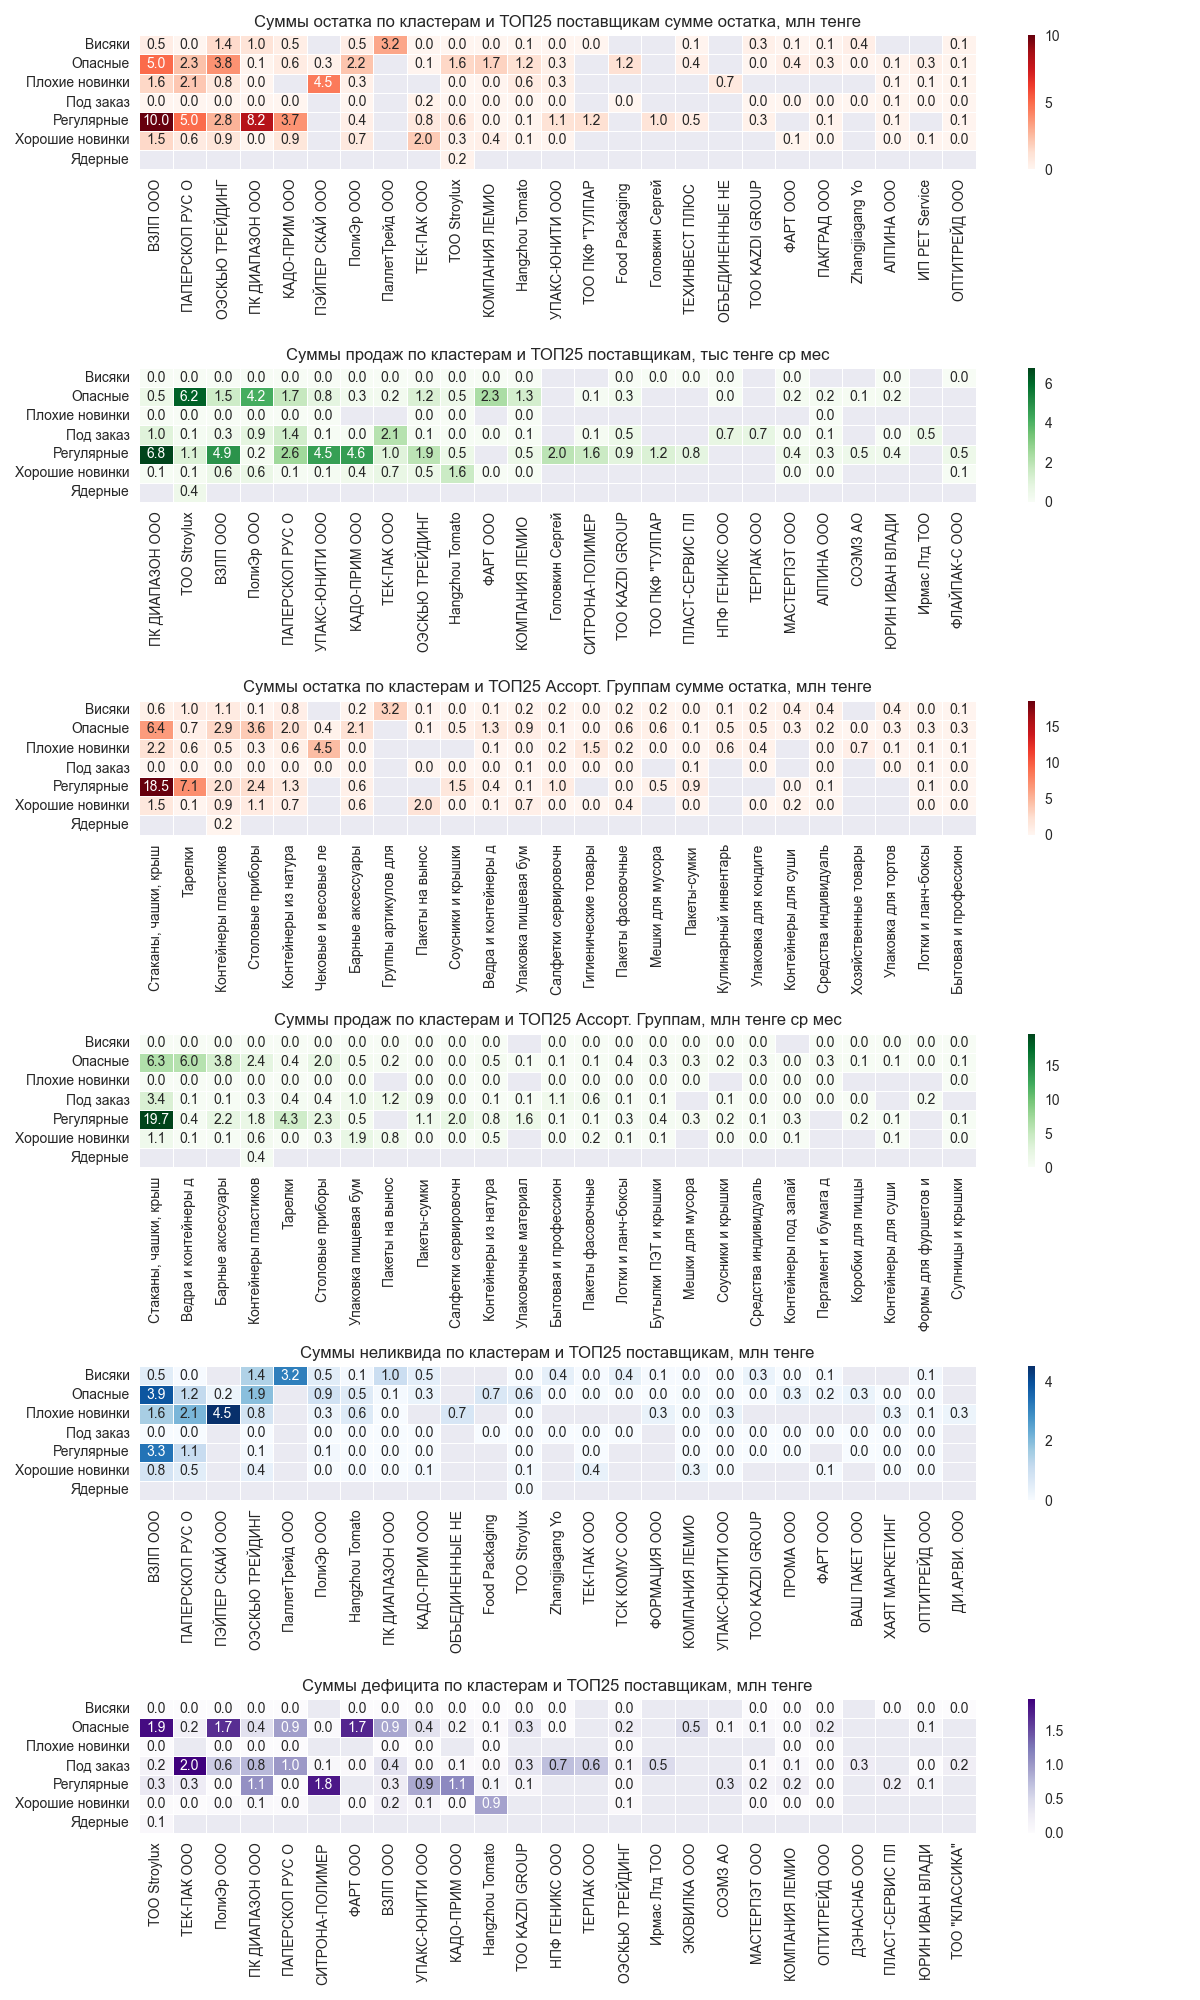 Суммы остатка по кластерам и ТОП25 поставщикам сумме остатка, млн тенге
Висяки 0.5 0.0 1.4 1.0 0.5 0.5 3.2 0.0 0.0 0.0 0.1 0.0 0.0 0.1 0.3 0.1 0.1 0.4 0.1
Опасные 5.0 2.3 3.8 0.1 0.6 0.3 2.2 0.1 1.6 1.7 1.2 0.3 1.2 0.4 0.0 0.4 0.3 0.0 0.1 0.3 0.1
Плохие новинки 1.6 2.1 0.8 0.0 4.5 0.3 0.0 0.0 0.6 0.3 0.7 0.1 0.1 0.1
Под заказ 0.0 0.0 0.0 0.0 0.0 0.0 0.2 0.0 0.0 0.0 0.0 0.0 0.0 0.0 0.0 0.1 0.0 0.0
Регулярные 10.0 5.0 2.8 8.2 3.7 0.4 0.8 0.6 0.0 0.1 1.1 1.2 1.0 0.5 0.3 0.1 0.1 0.1
Хорошие новинки 1.5 0.6 0.9 0.0 0.9 0.7 2.0 0.3 0.4 0.1 0.0 0.1 0.0 0.0 0.1 0.0
Ядерные 0.2
10
5
0
ВЗЛП ООО
ПАПЕРСКОП РУС О
ОЭСКЬЮ ТРЕЙДИНГ
ПК ДИАПАЗОН ООО
КАДО-ПРИМ ООО
ПЭЙПЕР СКАЙ ООО
ПолиЭр ООО
ПаллетТрейд ООО
ТЕК-ПАК ООО
ТОО Stroylux
КОМПАНИЯ ЛЕМИО
Hangzhou Tomato
УПАКС-ЮНИТИ ООО
ТОО ПКФ "ТУЛПАР
Food Packaging
Головкин Сергей
ТЕХИНВЕСТ ПЛЮС
ОБЪЕДИНЕННЫЕ НЕ
ТОО KAZDI GROUP
ФАРТ ООО
ПАКГРАД ООО
Zhangjiagang Yo
АЛПИНА ООО
ИП PET Service
ОПТИТРЕЙД ООО
Суммы продаж по кластерам и ТОП25 поставщикам, тыс тенге ср мес
Висяки 0.0 0.0 0.0 0.0 0.0 0.0 0.0 0.0 0.0 0.0 0.0 0.0 0.0 0.0 0.0 0.0 0.0 0.0 0.0
Опасные 0.5 6.2 1.5 4.2 1.7 0.8 0.3 0.2 1.2 0.5 2.3 1.3 0.1 0.3 0.0 0.2 0.2 0.1 0.2
Плохие новинки 0.0 0.0 0.0 0.0 0.0 0.0 0.0 0.0 0.0 0.0
Под заказ 1.0 0.1 0.3 0.9 1.4 0.1 0.0 2.1 0.1 0.0 0.0 0.1 0.1 0.5 0.7 0.7 0.0 0.1 0.0 0.5
Регулярные 6.8 1.1 4.9 0.2 2.6 4.5 4.6 1.0 1.9 0.5 0.5 2.0 1.6 0.9 1.2 0.8 0.4 0.3 0.5 0.4 0.5
Хорошие новинки 0.1 0.1 0.6 0.6 0.1 0.1 0.4 0.7 0.5 1.6 0.0 0.0 0.0 0.0 0.1
Ядерные 0.4
6
4
2
0
ПК ДИАПАЗОН ООО
ТОО Stroylux
ВЗЛП ООО
ПолиЭр ООО
ПАПЕРСКОП РУС О
УПАКС-ЮНИТИ ООО
КАДО-ПРИМ ООО
ТЕК-ПАК ООО
ОЭСКЬЮ ТРЕЙДИНГ
Hangzhou Tomato
ФАРТ ООО
КОМПАНИЯ ЛЕМИО
Головкин Сергей
СИТРОНА-ПОЛИМЕР
ТОО KAZDI GROUP
ТОО ПКФ "ТУЛПАР
ПЛАСТ-СЕРВИС ПЛ
НПФ ГЕНИКС ООО
ТЕРПАК ООО
МАСТЕРПЭТ ООО
АЛПИНА ООО
СОЭМЗ АО
ЮРИН ИВАН ВЛАДИ
Ирмас Лтд ТОО
ФЛАЙПАК-С ООО
Суммы остатка по кластерам и ТОП25 Ассорт. Группам сумме остатка, млн тенге
Висяки 0.6 1.0 1.1 0.1 0.8 0.2 3.2 0.1 0.0 0.1 0.2 0.2 0.0 0.2 0.2 0.0 0.1 0.2 0.4 0.4 0.4 0.0 0.1
Опасные 6.4 0.7 2.9 3.6 2.0 0.4 2.1 0.1 0.5 1.3 0.9 0.1 0.0 0.6 0.6 0.1 0.5 0.5 0.3 0.2 0.0 0.3 0.3 0.3
Плохие новинки 2.2 0.6 0.5 0.3 0.6 4.5 0.0 0.1 0.0 0.2 1.5 0.2 0.0 0.0 0.6 0.4 0.0 0.7 0.1 0.1 0.1
Под заказ 0.0 0.0 0.0 0.0 0.0 0.0 0.0 0.0 0.0 0.0 0.1 0.0 0.0 0.0 0.1 0.0 0.0 0.0 0.1 0.0
Регулярные 18.5 7.1 2.0 2.4 1.3 0.6 1.5 0.4 0.1 1.0 0.0 0.5 0.9 0.0 0.1 0.1 0.0
Хорошие новинки 1.5 0.1 0.9 1.1 0.7 0.6 2.0 0.0 0.1 0.7 0.0 0.0 0.4 0.0 0.0 0.0 0.2 0.0 0.0 0.0
Ядерные 0.2
15
10
5
0
Стаканы, чашки, крыш
Тарелки
Контейнеры пластиков
Столовые приборы
Контейнеры из натура
Чековые и весовые ле
Барные аксессуары
Группы артикулов для
Пакеты на вынос
Соусники и крышки
Ведра и контейнеры д
Упаковка пищевая бум
Салфетки сервировочн
Гигиенические товары
Пакеты фасовочные
Мешки для мусора
Пакеты-сумки
Кулинарный инвентарь
Упаковка для кондите
Контейнеры для суши
Средства индивидуаль
Хозяйственные товары
Упаковка для тортов
Лотки и ланч-боксы
Бытовая и профессион
Суммы продаж по кластерам и ТОП25 Ассорт. Группам, млн тенге ср мес
Висяки 0.0 0.0 0.0 0.0 0.0 0.0 0.0 0.0 0.0 0.0 0.0 0.0 0.0 0.0 0.0 0.0 0.0 0.0 0.0 0.0 0.0 0.0 0.0
Опасные 6.3 6.0 3.8 2.4 0.4 2.0 0.5 0.2 0.0 0.0 0.5 0.1 0.1 0.1 0.4 0.3 0.3 0.2 0.3 0.0 0.3 0.1 0.1 0.0 0.1
Плохие новинки 0.0 0.0 0.0 0.0 0.0 0.0 0.0 0.0 0.0 0.0 0.0 0.0 0.0 0.0 0.0 0.0 0.0 0.0 0.0 0.0
Под заказ 3.4 0.1 0.1 0.3 0.4 0.4 1.0 1.2 0.9 0.0 0.1 0.1 1.1 0.6 0.1 0.1 0.1 0.0 0.0 0.0 0.0 0.0 0.2
Регулярные 19.7 0.4 2.2 1.8 4.3 2.3 0.5 1.1 2.0 0.8 1.6 0.1 0.1 0.3 0.4 0.3 0.2 0.1 0.3 0.2 0.1 0.1
Хорошие новинки 1.1 0.1 0.1 0.6 0.0 0.3 1.9 0.8 0.0 0.0 0.5 0.0 0.2 0.1 0.1 0.0 0.0 0.1 0.1 0.0
Ядерные 0.4
15
10
5
0
Стаканы, чашки, крыш
Ведра и контейнеры д
Барные аксессуары
Контейнеры пластиков
Тарелки
Столовые приборы
Упаковка пищевая бум
Пакеты на вынос
Пакеты-сумки
Салфетки сервировочн
Контейнеры из натура
Упаковочные материал
Бытовая и профессион
Пакеты фасовочные
Лотки и ланч-боксы
Бутылки ПЭТ и крышки
Мешки для мусора
Соусники и крышки
Средства индивидуаль
Контейнеры под запай
Пергамент и бумага д
Коробки для пиццы
Контейнеры для суши
Формы для фуршетов и
Супницы и крышки
Суммы неликвида по кластерам и ТОП25 поставщикам, млн тенге
Висяки 0.5 0.0 1.4 3.2 0.5 0.1 1.0 0.5 0.0 0.4 0.0 0.4 0.1 0.0 0.0 0.3 0.0 0.1 0.1
Опасные 3.9 1.2 0.2 1.9 0.9 0.5 0.1 0.3 0.7 0.6 0.0 0.0 0.0 0.0 0.0 0.0 0.0 0.3 0.2 0.3 0.0 0.0
Плохие новинки 1.6 2.1 4.5 0.8 0.3 0.6 0.0 0.0 0.7 0.0 0.3 0.0 0.3 0.3 0.1 0.3
Под заказ 0.0 0.0 0.0 0.0 0.0 0.0 0.0 0.0 0.0 0.0 0.0 0.0 0.0 0.0 0.0 0.0 0.0 0.0 0.0 0.0
Регулярные 3.3 1.1 0.1 0.1 0.0 0.0 0.0 0.0 0.0 0.0 0.0 0.0 0.0 0.0 0.0 0.0
Хорошие новинки 0.8 0.5 0.4 0.0 0.0 0.0 0.1 0.1 0.4 0.3 0.0 0.1 0.0 0.0
Ядерные 0.0
4
2
0
ВЗЛП ООО
ПАПЕРСКОП РУС О
ПЭЙПЕР СКАЙ ООО
ОЭСКЬЮ ТРЕЙДИНГ
ПаллетТрейд ООО
ПолиЭр ООО
Hangzhou Tomato
ПК ДИАПАЗОН ООО
КАДО-ПРИМ ООО
ОБЪЕДИНЕННЫЕ НЕ
Food Packaging
ТОО Stroylux
Zhangjiagang Yo
ТЕК-ПАК ООО
ТСК КОМУС ООО
ФОРМАЦИЯ ООО
КОМПАНИЯ ЛЕМИО
УПАКС-ЮНИТИ ООО
ТОО KAZDI GROUP
ПРОМА ООО
ФАРТ ООО
ВАШ ПАКЕТ ООО
ХАЯТ МАРКЕТИНГ
ОПТИТРЕЙД ООО
ДИ.АР.ВИ. ООО
Суммы дефицита по кластерам и ТОП25 поставщикам, млн тенге
Висяки 0.0 0.0 0.0 0.0 0.0 0.0 0.0 0.0 0.0 0.0 0.0 0.0 0.0 0.0 0.0 0.0 0.0 0.0 0.0
Опасные 1.9 0.2 1.7 0.4 0.9 0.0 1.7 0.9 0.4 0.2 0.1 0.3 0.0 0.2 0.5 0.1 0.1 0.0 0.2 0.1
Плохие новинки 0.0 0.0 0.0 0.0 0.0 0.0 0.0 0.0 0.0 0.0
Под заказ 0.2 2.0 0.6 0.8 1.0 0.1 0.0 0.4 0.0 0.1 0.0 0.3 0.7 0.6 0.1 0.5 0.1 0.1 0.0 0.3 0.0 0.2
Регулярные 0.3 0.3 0.0 1.1 0.0 1.8 0.3 0.9 1.1 0.1 0.1 0.0 0.3 0.2 0.2 0.0 0.2 0.1
Хорошие новинки 0.0 0.0 0.0 0.1 0.0 0.0 0.2 0.1 0.0 0.9 0.1 0.0 0.0 0.0
Ядерные 0.1
1.5
1.0
0.5
0.0
ТОО Stroylux
ТЕК-ПАК ООО
ПолиЭр ООО
ПК ДИАПАЗОН ООО
ПАПЕРСКОП РУС О
СИТРОНА-ПОЛИМЕР
ФАРТ ООО
ВЗЛП ООО
УПАКС-ЮНИТИ ООО
КАДО-ПРИМ ООО
Hangzhou Tomato
ТОО KAZDI GROUP
НПФ ГЕНИКС ООО
ТЕРПАК ООО
ОЭСКЬЮ ТРЕЙДИНГ
Ирмас Лтд ТОО
ЭКОВИЛКА ООО
СОЭМЗ АО
МАСТЕРПЭТ ООО
КОМПАНИЯ ЛЕМИО
ОПТИТРЕЙД ООО
ДЭНАСНАБ ООО
ПЛАСТ-СЕРВИС ПЛ
ЮРИН ИВАН ВЛАДИ
ТОО "КЛАССИКА"